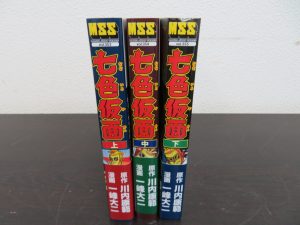 MSS
七色仮面
上
原作 川内康範
漫画 一峰大二
MSS
七色仮面
中
原作 川内康範
漫画 一峰大二
MSS
七色仮面
下
原作 川内康範
漫画 一峰大二